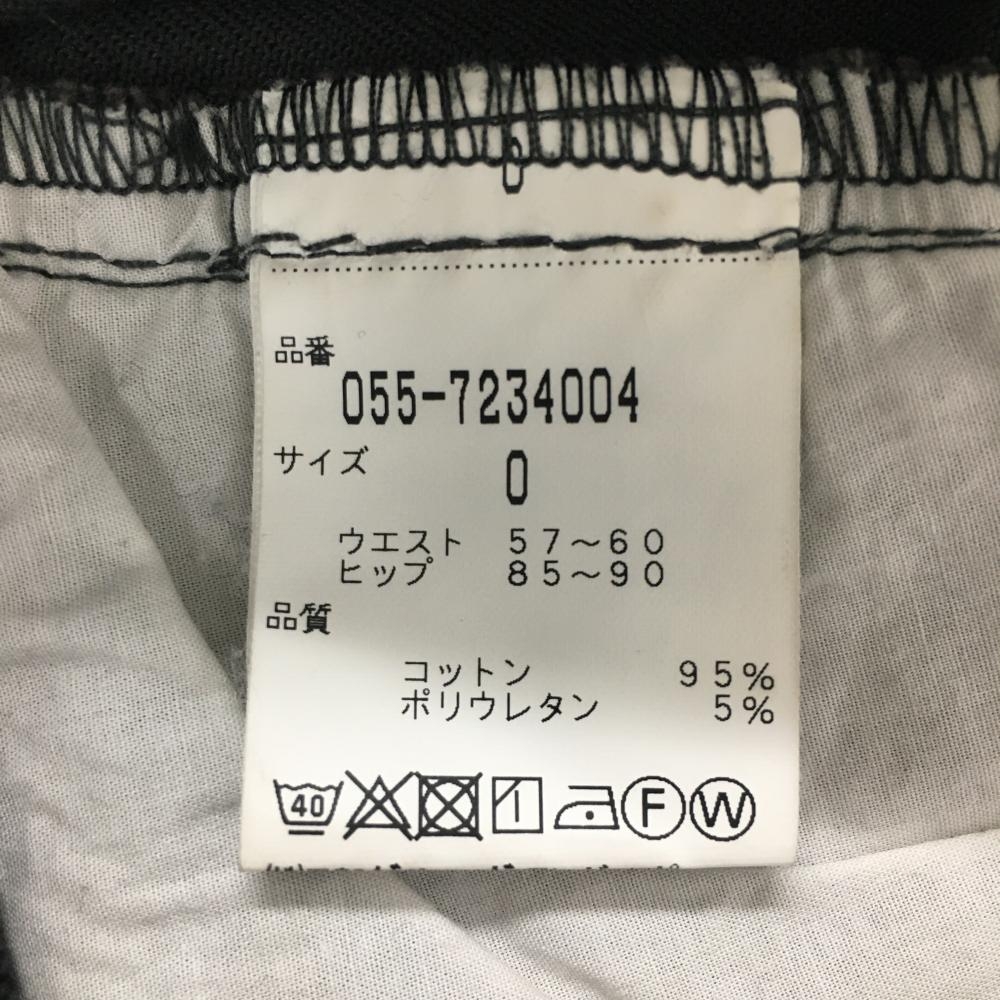 0
品番
055-7234004
サイズ 0
ウエスト 57～60
ヒップ 85～90
品質
コットン 95%
ポリウレタン 5%
40 F W